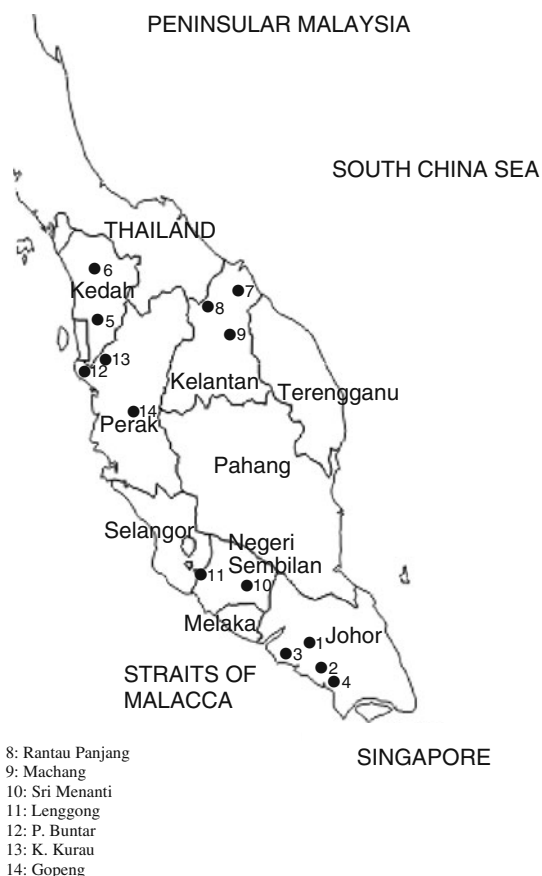 PENINSULAR MALAYSIA
SOUTH CHINA SEA
THAILAND
6
Kedah
7
8
5
9
13
12
Kelantan
Terengganu
14
Perak
Pahang
Selangor
Negeri
Sembilan
11
10
Melaka
1
Johor
3
2
4
STRAITS OF
MALACCA
SINGAPORE
8: Rantau Panjang
9: Machang
10: Sri Menanti
11: Lenggong
12: P. Buntar
13: K. Kurau
14: Gopeng